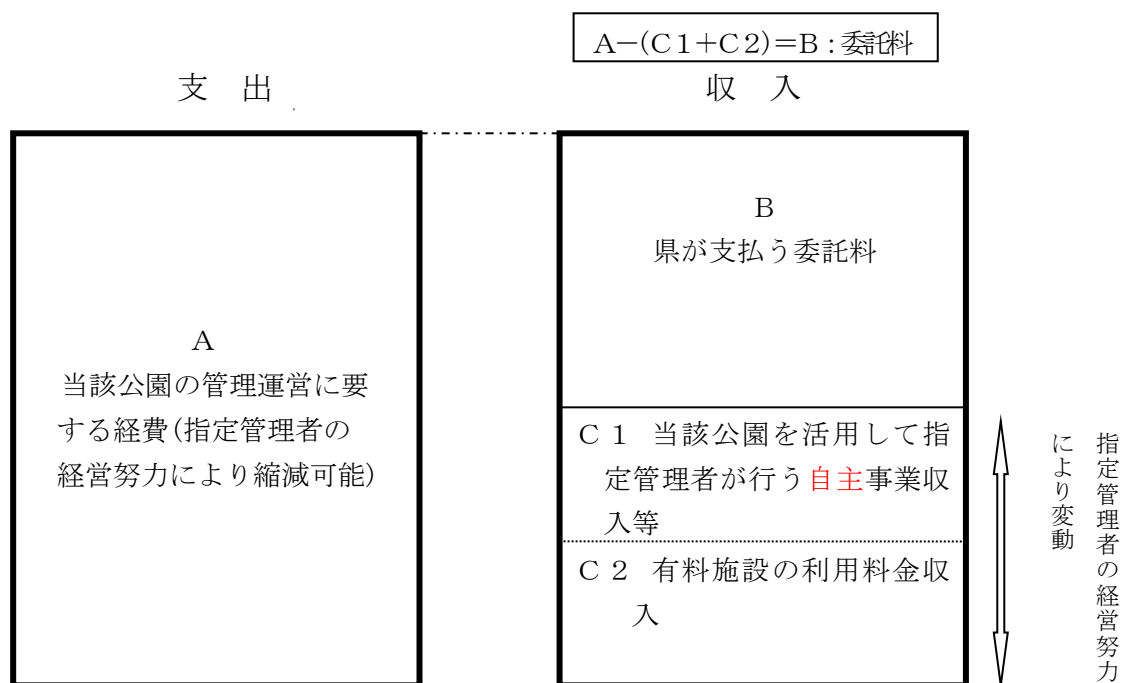 A－(C1＋C2)＝B：委託料
支　出
収　入
A
当該公園の管理運営に要
する経費(指定管理者の
経営努力により縮減可能)
B
県が支払う委託料
C1 当該公園を活用して指
定管理者が行う自主事業収
入等
C2 有料施設の利用料金収
入
指定管理者の経営努力
により変動